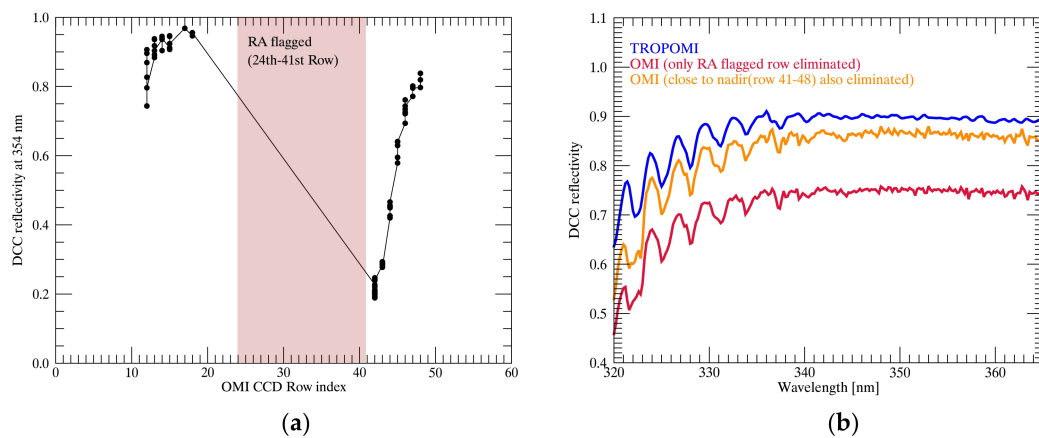 1.0
0.8
0.6
0.4
0.2
0.0
DCC reflectivity at 354 nm
RA flagged
(24th-41st Row)
0 10 20 30 40 50 60
OMI CCD Row index
(a)
1.1
1.0
0.9
0.8
0.7
0.6
0.5
0.4
DCC reflectivity
TROPOMI
OMI (only RA flagged row eliminated)
OMI (close to nadir(row 41-48) also eliminated)
320 330 340 350 360
Wavelength [nm]
(b)